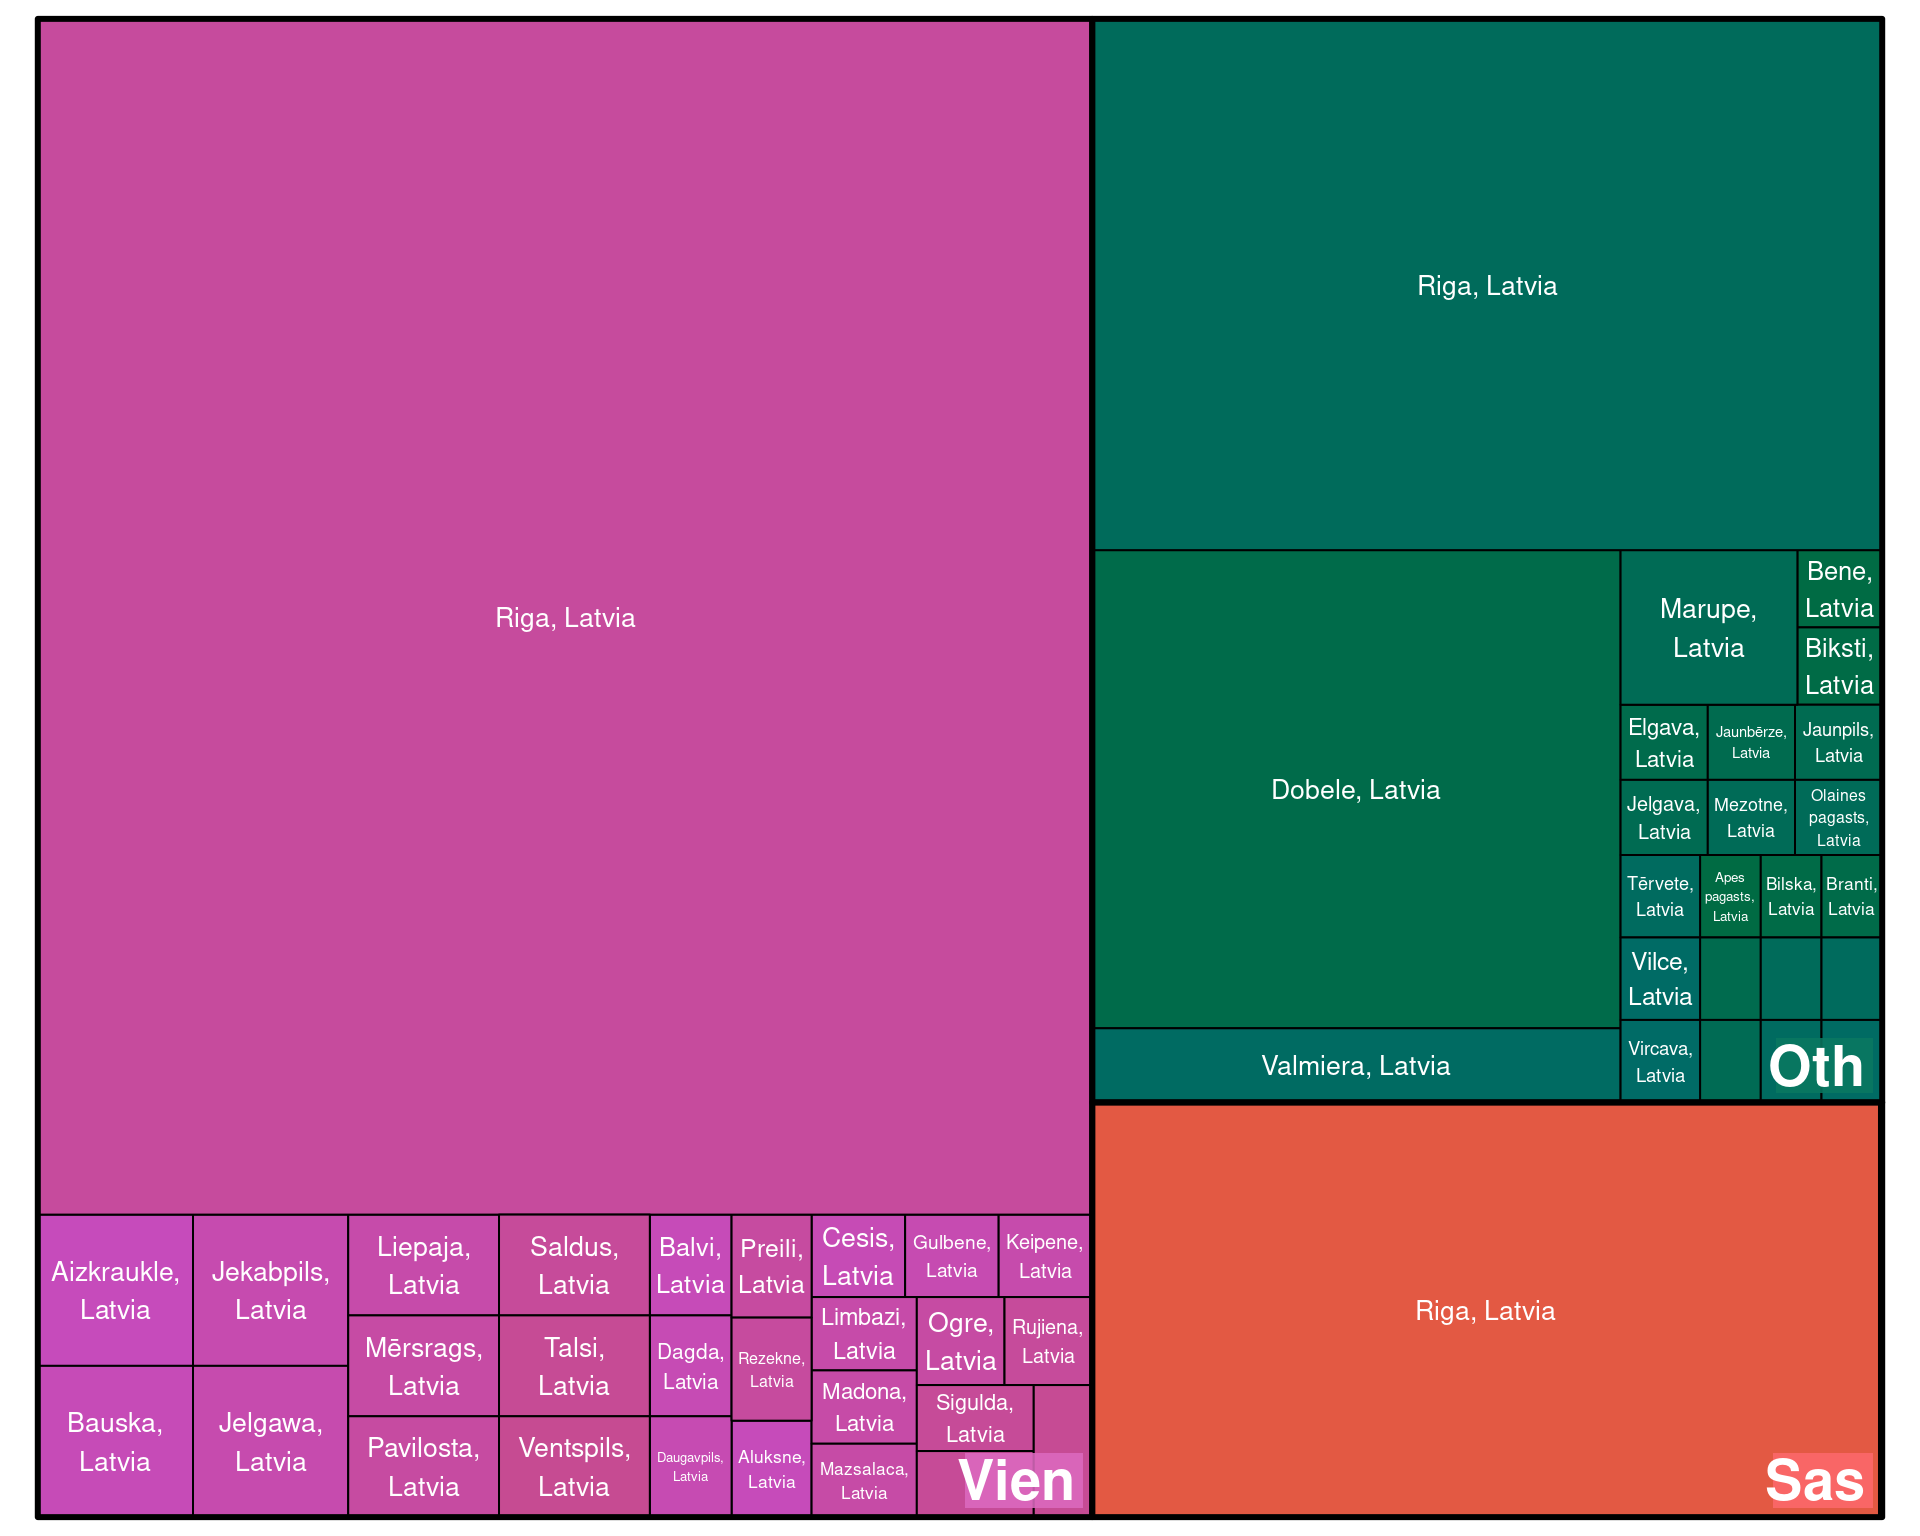 Riga, Latvia
Aizkraukle,
Latvia
Bauska,
Latvia
Jekabpils,
Latvia
Jelgawa,
Latvia
Liepaja,
Latvia
Mērsrags,
Latvia
Pavilosta,
Latvia
Saldus,
Latvia
Talsi,
Latvia
Ventspils,
Latvia
Balvi,
Latvia
Dagda,
Latvia
Daugavpils,
Latvia
Preili,
Latvia
Rezekne,
Latvia
Aluksne,
Latvia
Cesis,
Latvia
Gulbene,
Latvia
Keipene,
Latvia
Limbazi,
Latvia
Madona,
Latvia
Mazsalaca,
Latvia
Ogre,
Latvia
Rujiena,
Latvia
Sigulda,
Latvia
Vien
Riga, Latvia
Dobele, Latvia
Valmiera, Latvia
Marupe,
Latvia
Bene,
Latvia
Biksti,
Latvia
Elgava,
Latvia
Jaunbērze,
Latvia
Jaunpils,
Latvia
Jelgava,
Latvia
Mezotne,
Latvia
Olaines
pagasts,
Latvia
Tērvete,
Latvia
Apes
pagasts,
Latvia
Bilska,
Latvia
Branti,
Latvia
Vilce,
Latvia
Vircava,
Latvia
Oth
Riga, Latvia
Sas